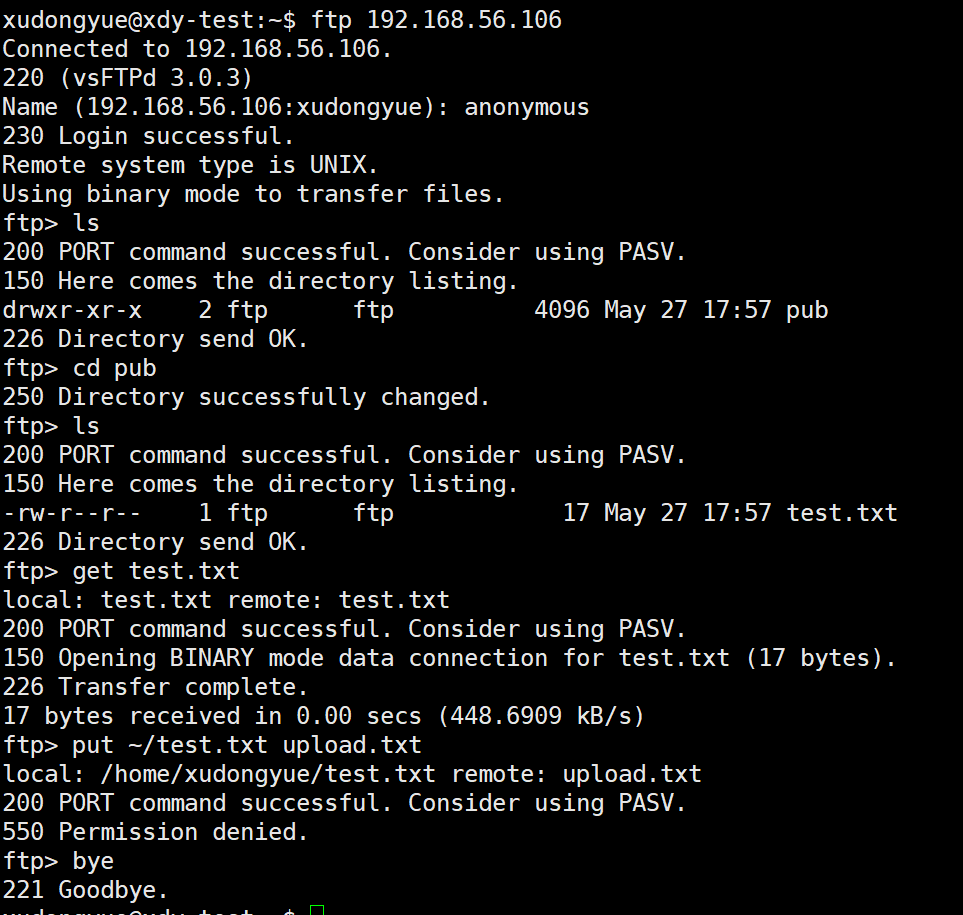 xudongyue@xdy-test:~$ ftp 192.168.56.106
Connected to 192.168.56.106.
220 (vsFTPd 3.0.3)
Name (192.168.56.106:xudongyue): anonymous
230 Login successful.
Remote system type is UNIX.
Using binary mode to transfer files.
ftp> ls
200 PORT command successful. Consider using PASV.
150 Here comes the directory listing.
drwxr-xr-x    2 ftp      ftp          4096 May 27 17:57 pub
226 Directory send OK.
ftp> cd pub
250 Directory successfully changed.
ftp> ls
200 PORT command successful. Consider using PASV.
150 Here comes the directory listing.
-rw-r--r--    1 ftp      ftp            17 May 27 17:57 test.txt
226 Directory send OK.
ftp> get test.txt
local: test.txt remote: test.txt
200 PORT command successful. Consider using PASV.
150 Opening BINARY mode data connection for test.txt (17 bytes).
226 Transfer complete.
17 bytes received in 0.00 secs (448.6909 kB/s)
ftp> put ~/test.txt upload.txt
local: /home/xudongyue/test.txt remote: upload.txt
200 PORT command successful. Consider using PASV.
550 Permission denied.
ftp> bye
221 Goodbye.
xudongyue@xdy-test:~$